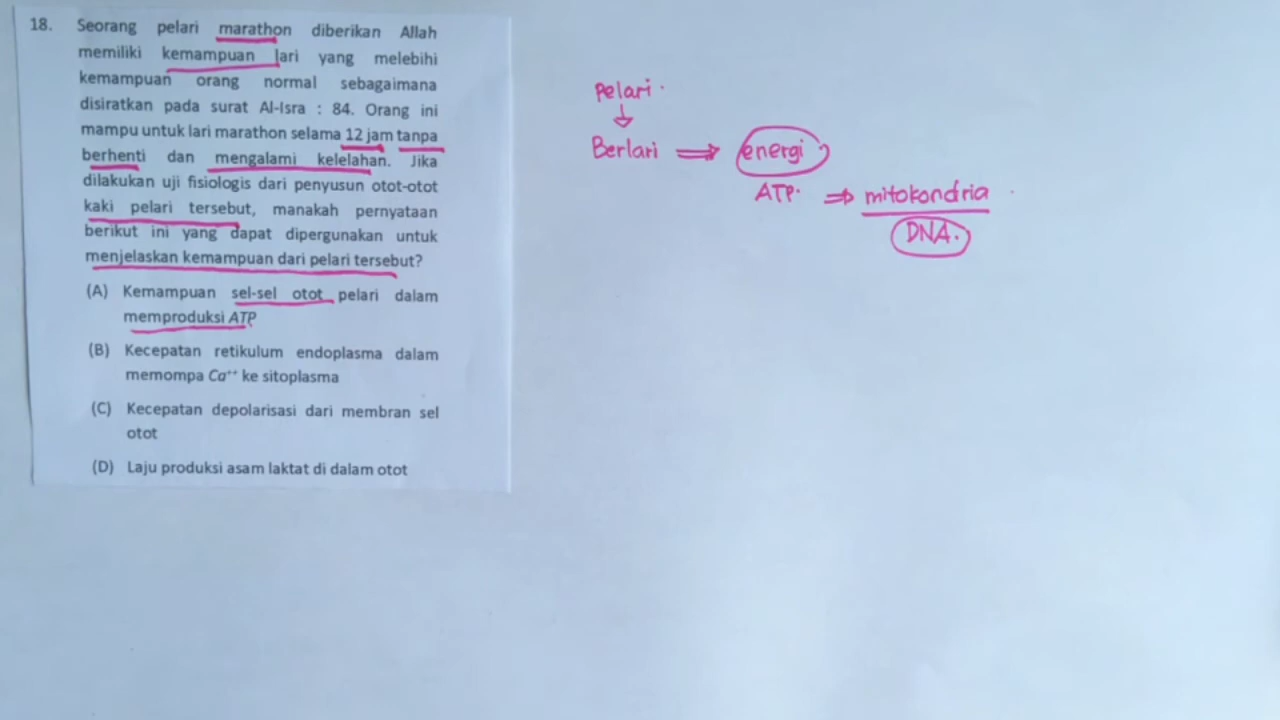 18. Seorang pelari marathon diberikan Allah
memiliki kemampuan lari yang melebihi
kemampuan orang normal sebagaimana
disiratkan pada surat Al-Isra : 84. Orang ini
mampu untuk lari marathon selama 12 jam tanpa
berhenti dan mengalami kelelahan. Jika
dilakukan uji fisiologis dari penyusun otot-otot
kaki pelari tersebut, manakah pernyataan
berikut ini yang dapat dipergunakan untuk
menjelaskan kemampuan dari pelari tersebut?
(A) Kemampuan sel-sel otot pelari dalam
memproduksi ATP
(B) Kecepatan retikulum endoplasma dalam
memompa Ca⁺⁺ ke sitoplasma
(C) Kecepatan depolarisasi dari membran sel
otot
(D) Laju produksi asam laktat di dalam otot
Pelari.
↓
Berlari ⇒ energi
ATP. ⇒ mitokondria
DNA.